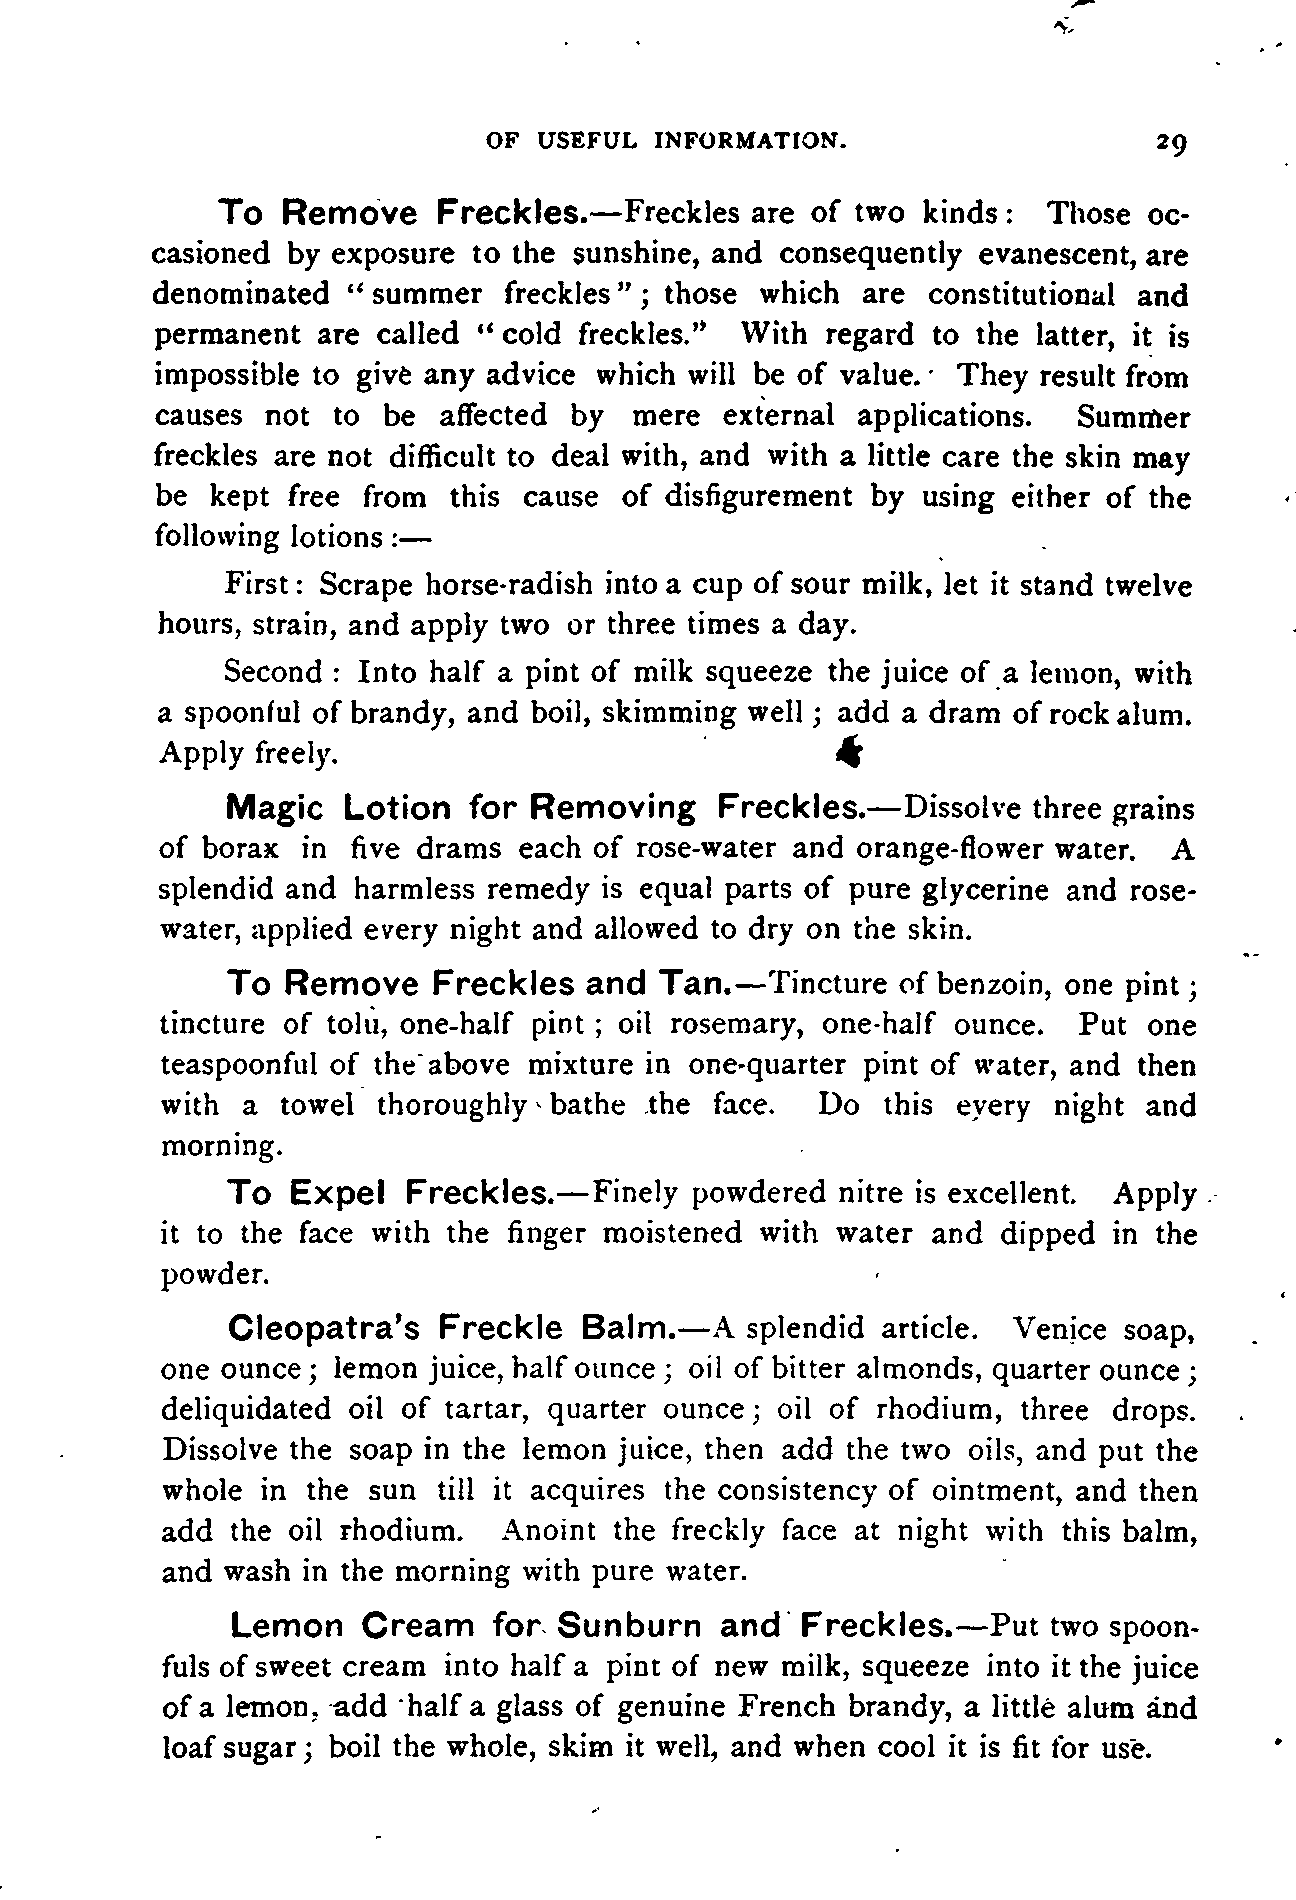 OF USEFUL INFORMATION. 29
To Remove Freckles.—Freckles are of two kinds: Those oc-
casioned by exposure to the sunshine, and consequently evanescent, are
denominated “summer freckles”; those which are constitutional and
permanent are called “cold freckles.” With regard to the latter, it is
impossible to give any advice which will be of value. They result from
causes not to be affected by mere external applications. Summer
freckles are not difficult to deal with, and with a little care the skin may
be kept free from this cause of disfigurement by using either of the
following lotions:—
First: Scrape horse-radish into a cup of sour milk, let it stand twelve
hours, strain, and apply two or three times a day.
Second: Into half a pint of milk squeeze the juice of a lemon, with
a spoonful of brandy, and boil, skimming well; add a dram of rock alum.
Apply freely.
Magic Lotion for Removing Freckles.—Dissolve three grains
of borax in five drams each of rose-water and orange-flower water. A
splendid and harmless remedy is equal parts of pure glycerine and rose-
water, applied every night and allowed to dry on the skin.
To Remove Freckles and Tan.—Tincture of benzoin, one pint;
tincture of tolu, one-half pint; oil rosemary, one-half ounce. Put one
teaspoonful of the above mixture in one-quarter pint of water, and then
with a towel thoroughly bathe the face. Do this every night and
morning.
To Expel Freckles.—Finely powdered nitre is excellent. Apply
it to the face with the finger moistened with water and dipped in the
powder.
Cleopatra's Freckle Balm.—A splendid article. Venice soap,
one ounce; lemon juice, half ounce; oil of bitter almonds, quarter ounce;
deliquidated oil of tartar, quarter ounce; oil of rhodium, three drops.
Dissolve the soap in the lemon juice, then add the two oils, and put the
whole in the sun till it acquires the consistency of ointment, and then
add the oil rhodium. Anoint the freckly face at night with this balm,
and wash in the morning with pure water.
Lemon Cream for Sunburn and Freckles.—Put two spoon-
fuls of sweet cream into half a pint of new milk, squeeze into it the juice
of a lemon, add half a glass of genuine French brandy, a little alum and
loaf sugar; boil the whole, skim it well, and when cool it is fit for use.